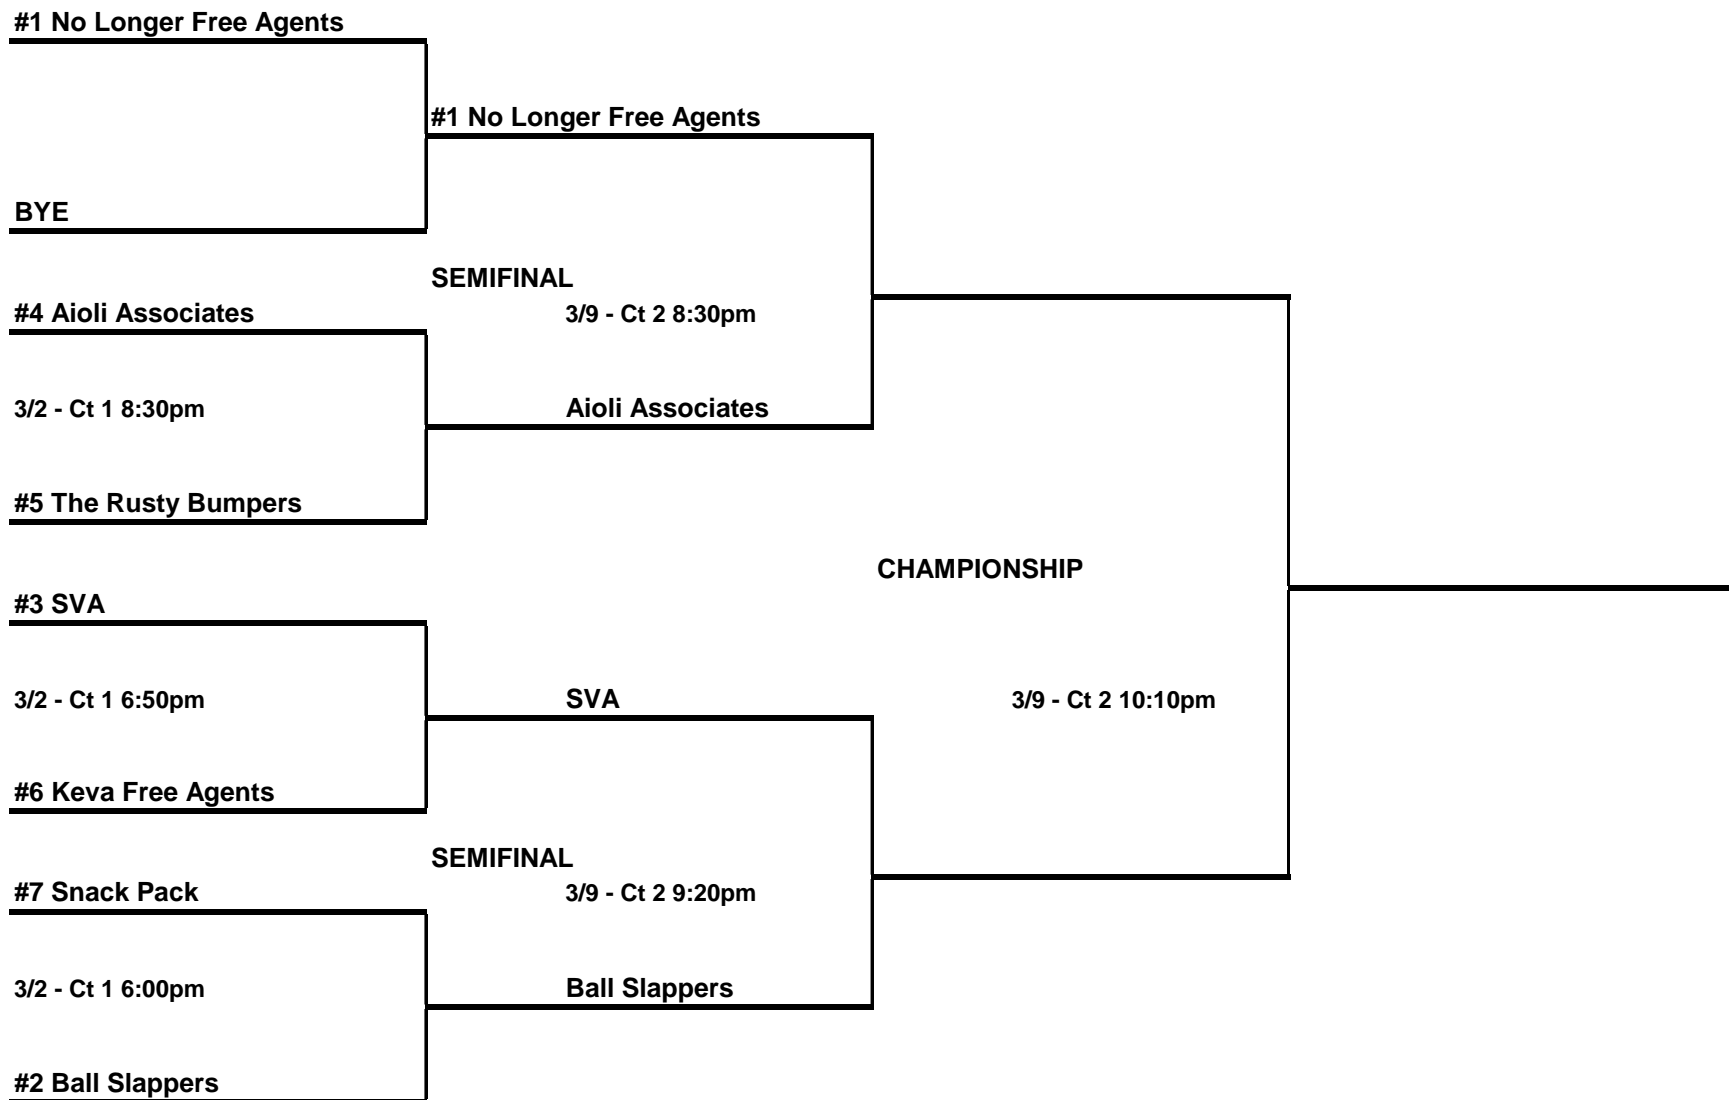 #1 No Longer Free Agents
#1 No Longer Free Agents
BYE
SEMIFINAL
#4 Aioli Associates
3/9 - Ct 2 8:30pm
3/2 - Ct 1 8:30pm
Aioli Associates
#5 The Rusty Bumpers
CHAMPIONSHIP
#3 SVA
3/2 - Ct 1 6:50pm
SVA
3/9 - Ct 2 10:10pm
#6 Keva Free Agents
SEMIFINAL
#7 Snack Pack
3/9 - Ct 2 9:20pm
3/2 - Ct 1 6:00pm
Ball Slappers
#2 Ball Slappers